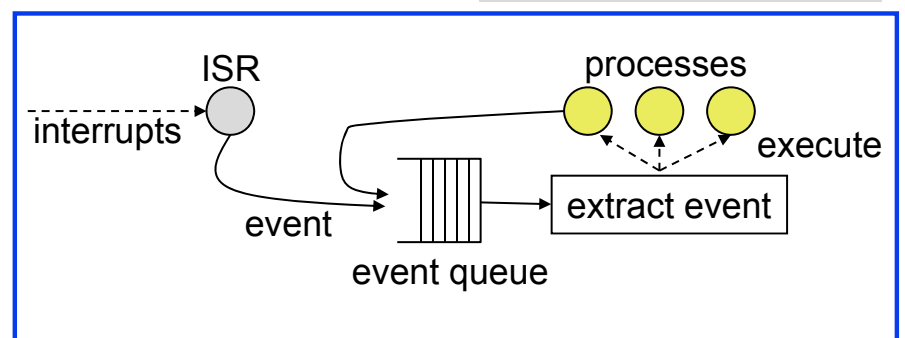 ISR
processes
interrupts
execute
extract event
event
event queue